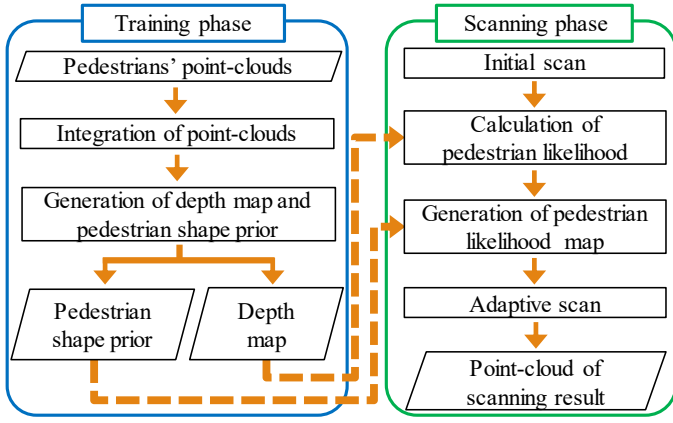 Training phase
Pedestrians' point-clouds
Integration of point-clouds
Generation of depth map and
pedestrian shape prior
Pedestrian
shape prior
Depth
map
Scanning phase
Initial scan
Calculation of
pedestrian likelihood
Generation of pedestrian
likelihood map
Adaptive scan
Point-cloud of
scanning result